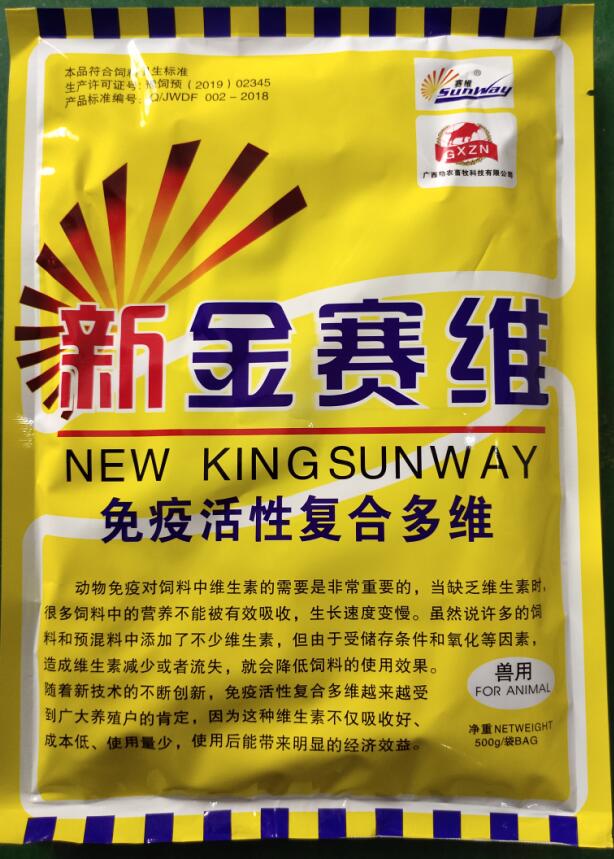 本品符合饲料卫生标准
生产许可证号: 饲预（2019）02345
产品标准编号: Q/JWDF 002－2018
赛维®
Sunway
GXZN
广西 农畜牧科技有限公司
新金赛维
NEW KINGSUNWAY
免疫活性复合多维
动物免疫对饲料中维生素的需要是非常重要的，当缺乏维生素时，
很多饲料中的营养不能被有效吸收，生长速度变慢。虽然说许多的饲
料和预混料中添加了不少维生素，但由于受储存条件和氧化等因素，
造成维生素减少或者流失，就会降低饲料的使用效果。
随着新技术的不断创新，免疫活性复合多维越来越受
到广大养殖户的肯定，因为这种维生素不仅吸收好、
成本低、使用量少，使用后能带来明显的经济效益。
兽用
FOR ANIMAL
净重 NETWEIGHT
500g/袋BAG